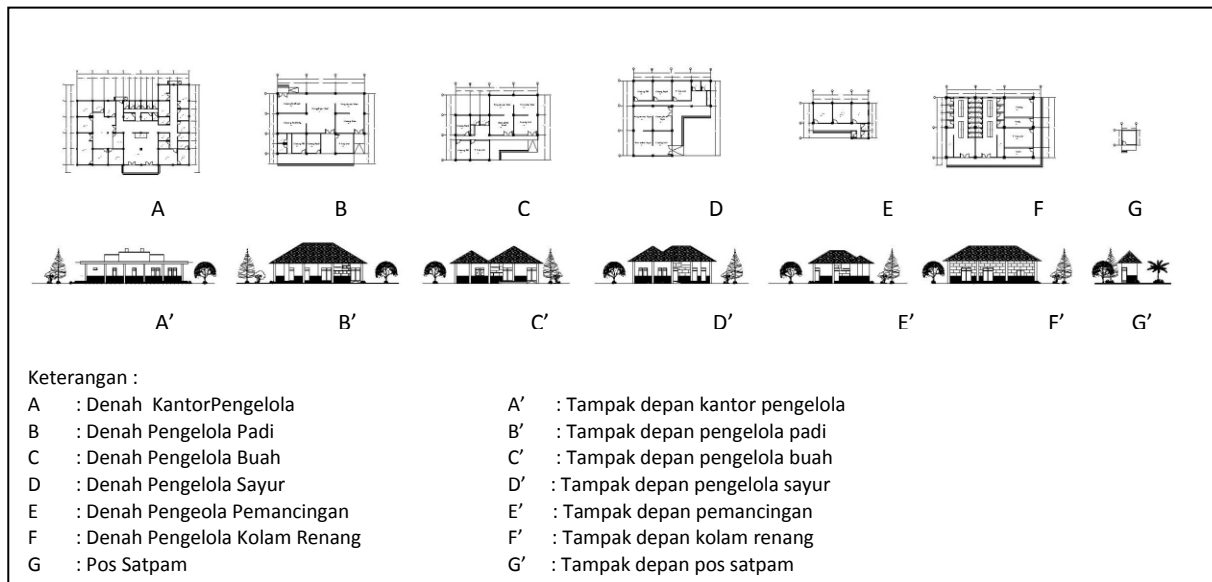 A B C D E F G
A’ B’ C’ D’ E’ F’ G’
Keterangan :
A : Denah KantorPengelola
B : Denah Pengelola Padi
C : Denah Pengelola Buah
D : Denah Pengelola Sayur
E : Denah Pengeola Pemancingan
F : Denah Pengelola Kolam Renang
G : Pos Satpam
A’ : Tampak depan kantor pengelola
B’ : Tampak depan pengelola padi
C’ : Tampak depan pengelola buah
D’ : Tampak depan pengelola sayur
E’ : Tampak depan pemancingan
F’ : Tampak depan kolam renang
G’ : Tampak depan pos satpam